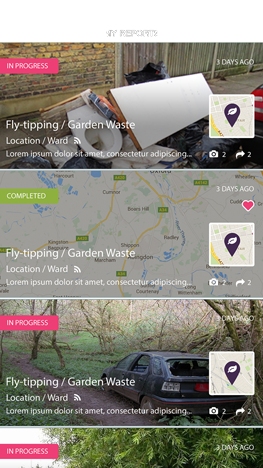 MY REPORTS
IN PROGRESS
3 DAYS AGO
Fly-tipping / Garden Waste
Location / Ward
Lorem ipsum dolor sit amet, consectetur adipiscing...
2 2
COMPLETED
3 DAYS AGO
Fly-tipping / Garden Waste
Location / Ward
Lorem ipsum dolor sit amet, consectetur adipiscing...
2 2
IN PROGRESS
3 DAYS AGO
Fly-tipping / Garden Waste
Location / Ward
Lorem ipsum dolor sit amet, consectetur adipiscing...
2 2
IN PROGRESS
3 DAYS AGO